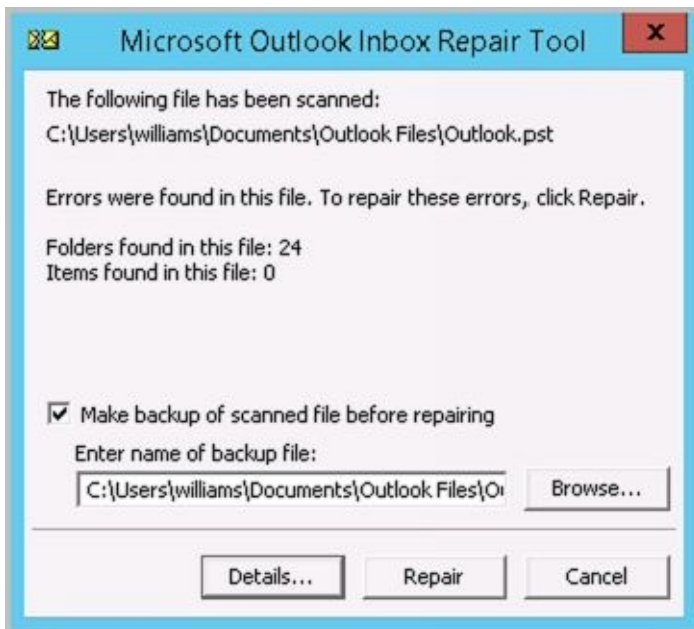 Microsoft Outlook Inbox Repair Tool
x
The following file has been scanned:
C:\Users\williams\Documents\Outlook Files\Outlook.pst
Errors were found in this file. To repair these errors, click Repair.
Folders found in this file: 24
Items found in this file: 0
Make backup of scanned file before repairing
Enter name of backup file:
C:\Users\williams\Documents\Outlook Files\O
Browse...
Details...
Repair
Cancel